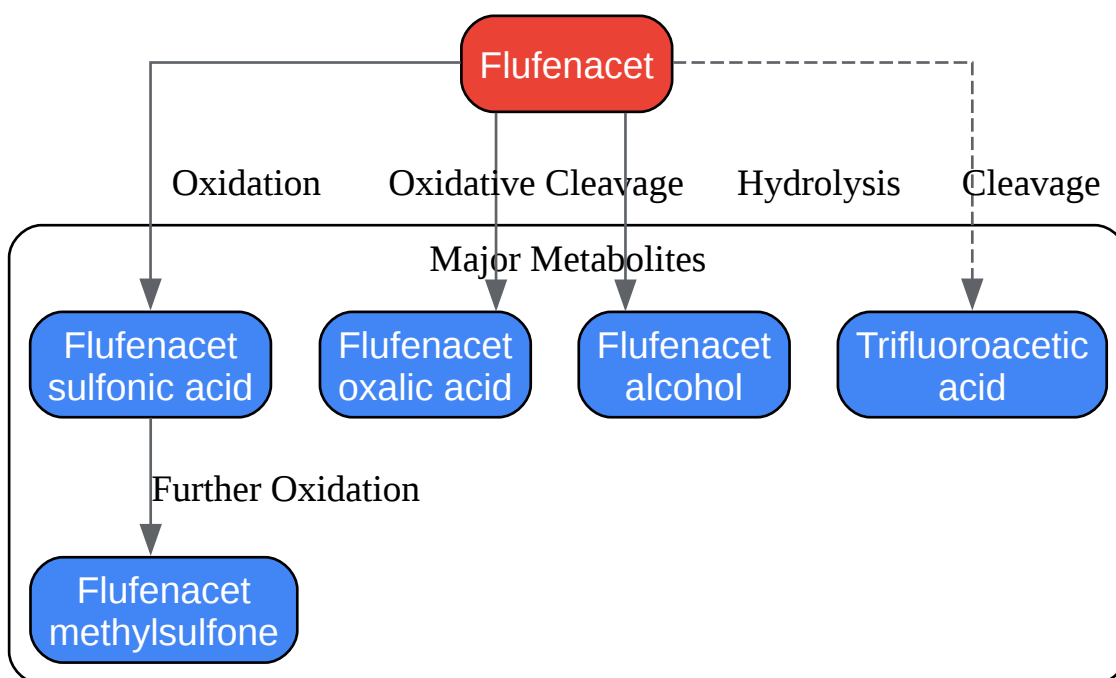 Flufenacet
Oxidation
Oxidative Cleavage
Hydrolysis
Cleavage
Major Metabolites
Flufenacet
sulfonic acid
Flufenacet
oxalic acid
Flufenacet
alcohol
Trifluoroacetic
acid
Further Oxidation
Flufenacet
methylsulfone